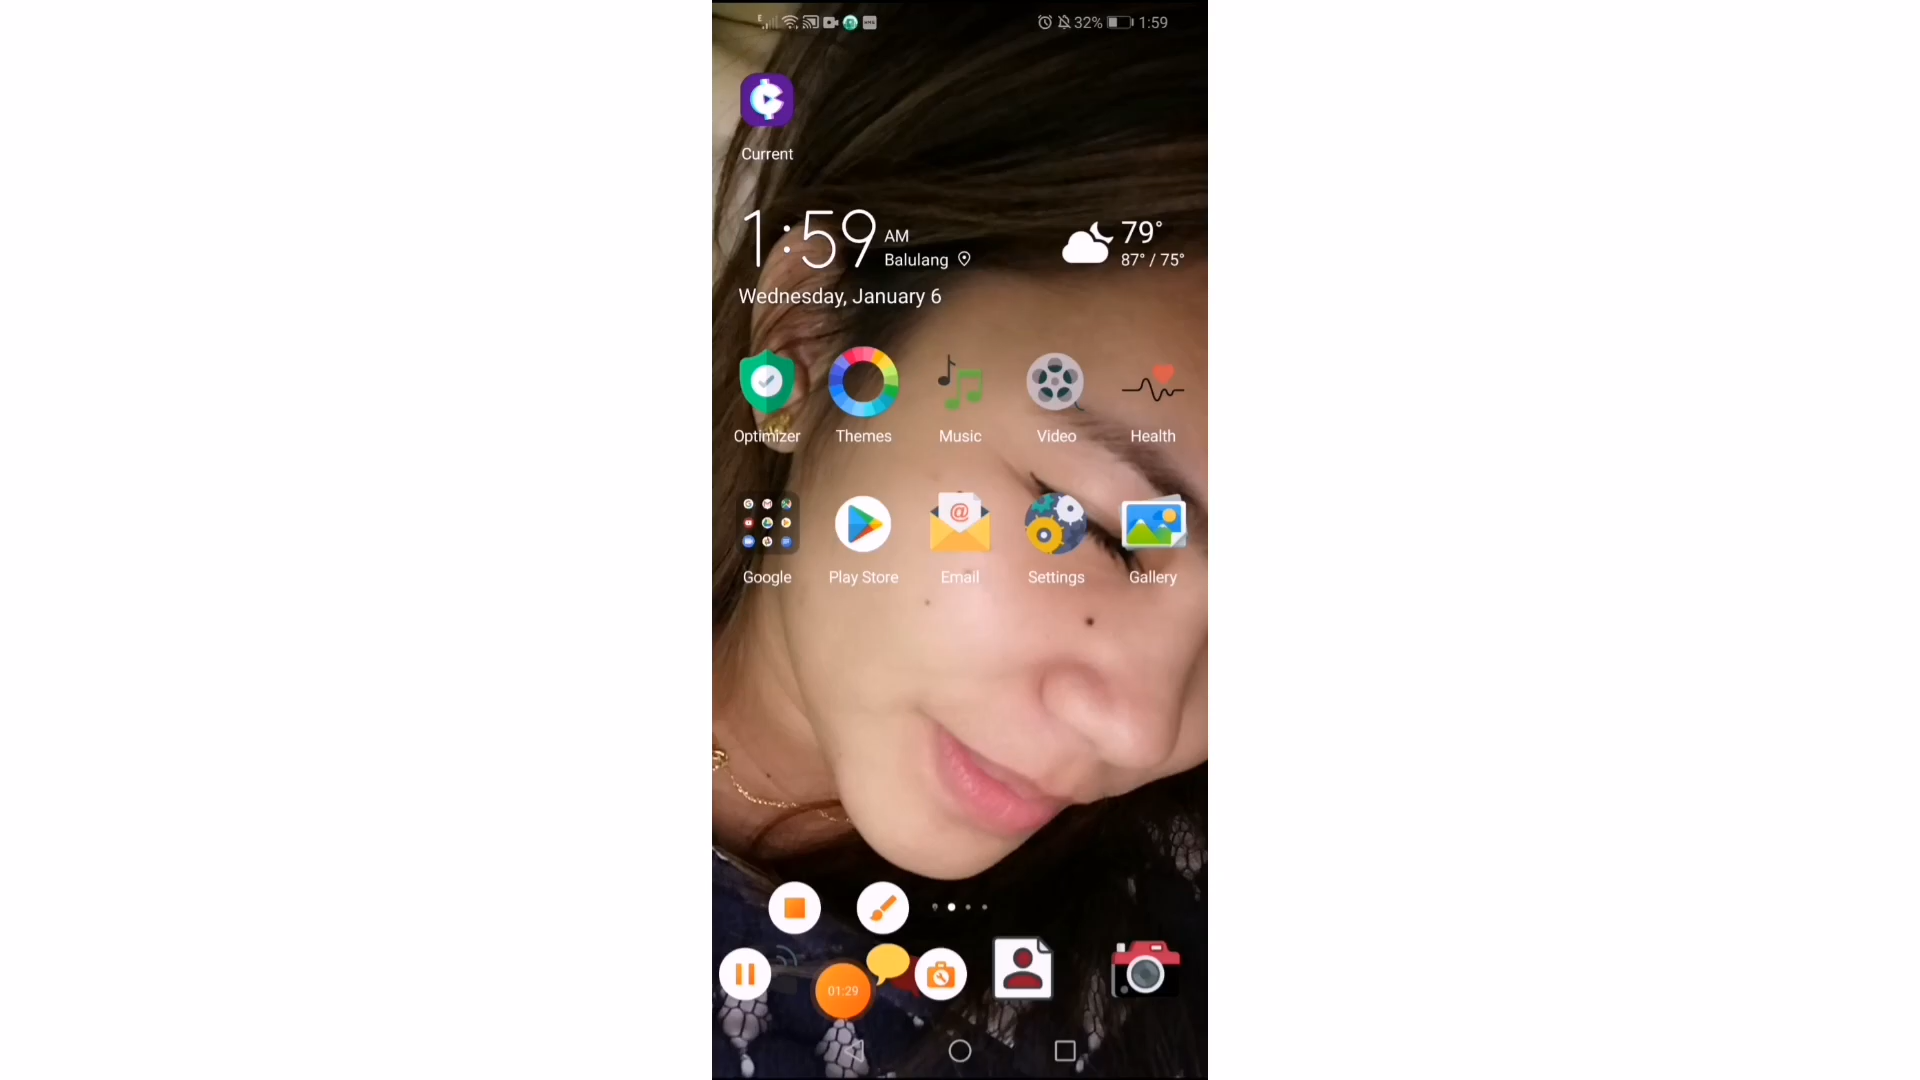 E 32% 1:59
Current
1:59 AM 79°
Balulang 87° / 75°
Wednesday, January 6
Optimizer Themes Music Video Health
Google Play Store Email Settings Gallery
01:29